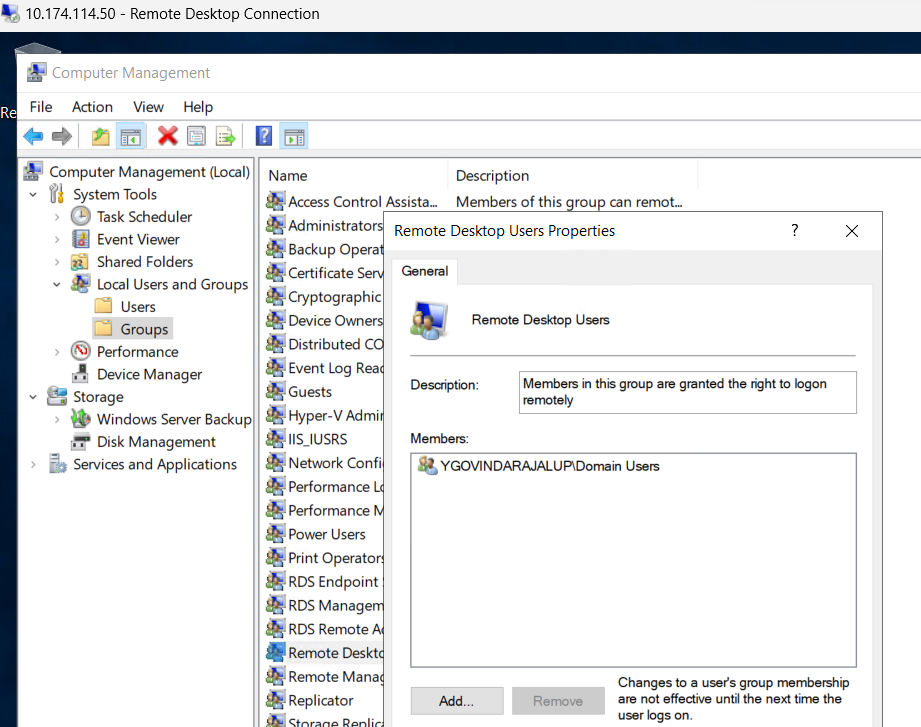 10.174.114.50 - Remote Desktop Connection
Computer Management
Re
File Action View Help
Computer Management (Local)
System Tools
Task Scheduler
Event Viewer
Shared Folders
Local Users and Groups
Users
Groups
Performance
Device Manager
Storage
Windows Server Backup
Disk Management
Services and Applications
Name Description
Access Control Assista... Members of this group can remot...
Administrators
Backup Operat
Certificate Serv
Cryptographic
Device Owners
Distributed CO
Event Log Read
Guests
Hyper-V Admin
IIS_IUSRS
Network Confi
Performance Lo
Performance M
Power Users
Print Operators
RDS Endpoint
RDS Managem
RDS Remote Ac
Remote Deskto
Remote Manag
Replicator
Storage Replic
Remote Desktop Users Properties ?
General
Remote Desktop Users
Description: Members in this group are granted the right to logon
remotely
Members:
YGOVINDARAJALUP\Domain Users
Add... Remove
Changes to a user's group membership
are not effective until the next time the
user logs on.